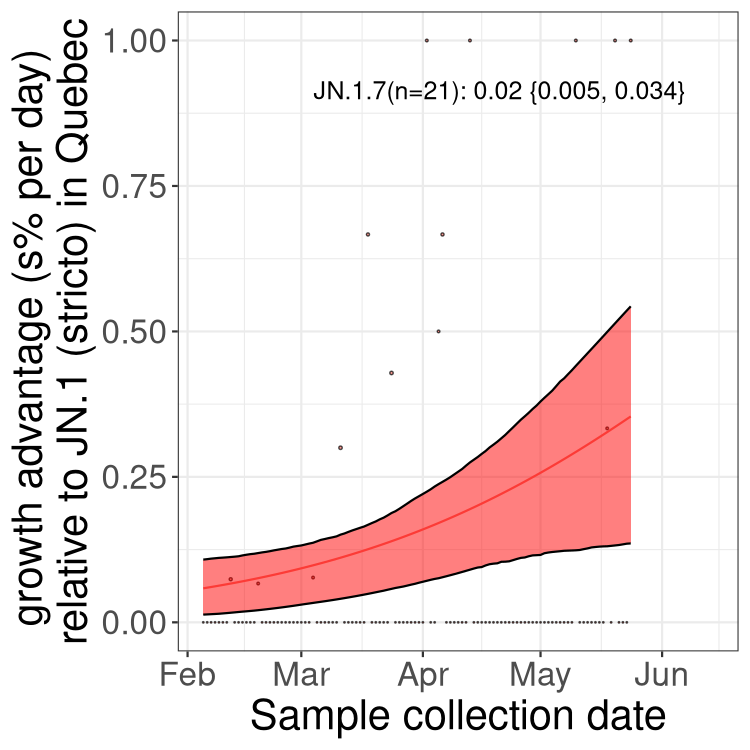 growth advantage (s% per day)
relative to JN.1 (stricto) in Quebec
1.00
0.75
0.50
0.25
0.00
JN.1.7(n=21): 0.02 {0.005, 0.034}
Feb Mar Apr May Jun
Sample collection date